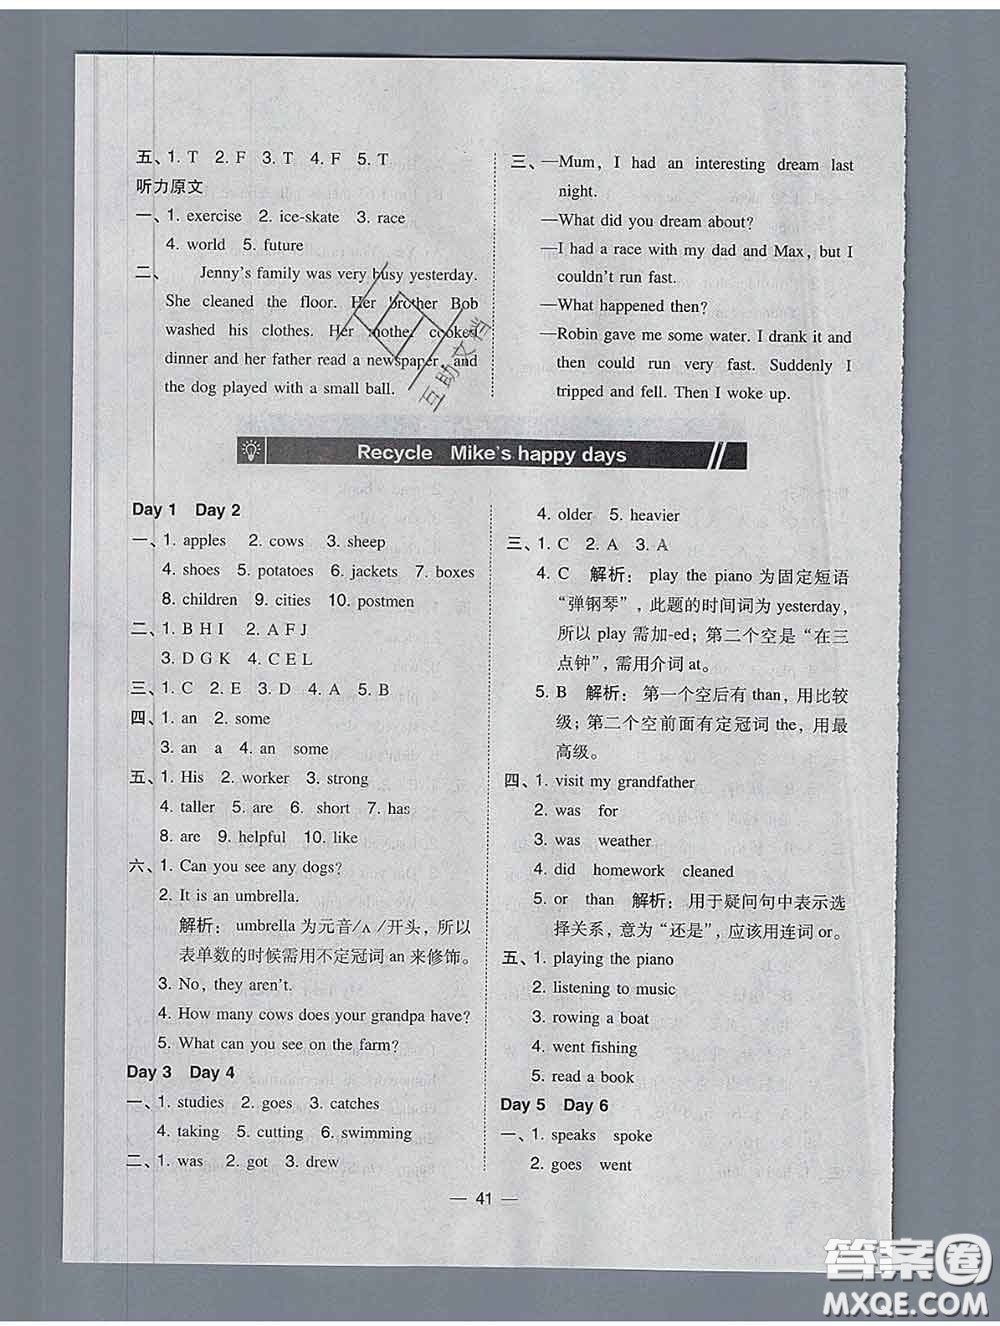 五、1. T 2. F 3. T 4. F 5. T
听力原文
一、1. exercise 2. ice-skate 3. race
4. world 5. future
二、 Jenny's family was very busy yesterday.
She cleaned the floor. Her brother Bob
washed his clothes. Her mother cooked
dinner and her father read a newspaper, and
the dog played with a small ball.
三、—Mum, I had an interesting dream last
night.
—What did you dream about?
—I had a race with my dad and Max, but I
couldn't run fast.
—What happened then?
—Robin gave me some water. I drank it and
then could run very fast. Suddenly I
tripped and fell. Then I woke up.
互助文档
Recycle Mike's happy days
Day 1 Day 2
一、1. apples 2. cows 3. sheep
4. shoes 5. potatoes 6. jackets 7. boxes
8. children 9. cities 10. postmen
二、1. B H I 2. A F J
3. D G K 4. C E L
三、1. C 2. E 3. D 4. A 5. B
四、1. an 2. some
3. an a 4. an some
五、1. His 2. worker 3. strong
4. taller 5. are 6. short 7. has
8. are 9. helpful 10. like
六、1. Can you see any dogs?
2. It is an umbrella.
解析：umbrella 为元音/ʌ/开头，所以
表单数的时候需用不定冠词 an 来修饰。
3. No, they aren't.
4. How many cows does your grandpa have?
5. What can you see on the farm?
Day 3 Day 4
一、1. studies 2. goes 3. catches
4. taking 5. cutting 6. swimming
二、1. was 2. got 3. drew
4. older 5. heavier
三、1. C 2. A 3. A
4. C 解析：play the piano 为固定短语
“弹钢琴”，此题的时间词为 yesterday，
所以 play 需加-ed；第二个空是“在三
点钟”，需用介词 at。
5. B 解析：第一个空后有 than，用比较
级；第二个空前面有定冠词 the，用最
高级。
四、1. visit my grandfather
2. was for
3. was weather
4. did homework cleaned
5. or than 解析：用于疑问句中表示选
择关系，意为“还是”，应该用连词 or。
五、1. playing the piano
2. listening to music
3. rowing a boat
4. went fishing
5. read a book
Day 5 Day 6
一、1. speaks spoke
2. goes went
— 41 —
答案圈
MXQE.COM